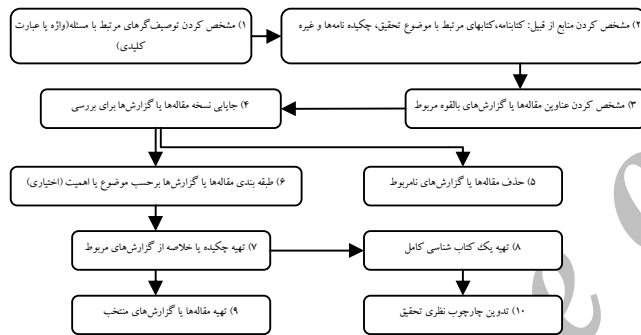 ۱) مشخص کردن توصیف‌گرهای مرتبط با مسئله(واژه یا عبارت
کلیدی)
۲) مشخص کردن منابع از قبیل: کتابنامه،کتابهای مرتبط با موضوع تحقیق، چکیده نامه‌ها و غیره
۳) مشخص کردن عناوین مقاله‌ها یا گزارش‌های بالقوه مربوط
۴) جایابی نسخه مقاله‌ها یا گزارش‌ها برای بررسی
۵) حذف مقاله‌ها یا گزارش‌های نامربوط
۶) طبقه بندی مقاله‌ها یا گزارش‌ها برحسب موضوع یا اهمیت (اختیاری)
۷) تهیه چکیده یا خلاصه از گزارش‌های مربوط
۸) تهیه یک کتاب شناسی کامل
۹) تهیه مقاله‌ها یا گزارش‌های منتخب
۱۰) تدوین چارچوب نظری تحقیق